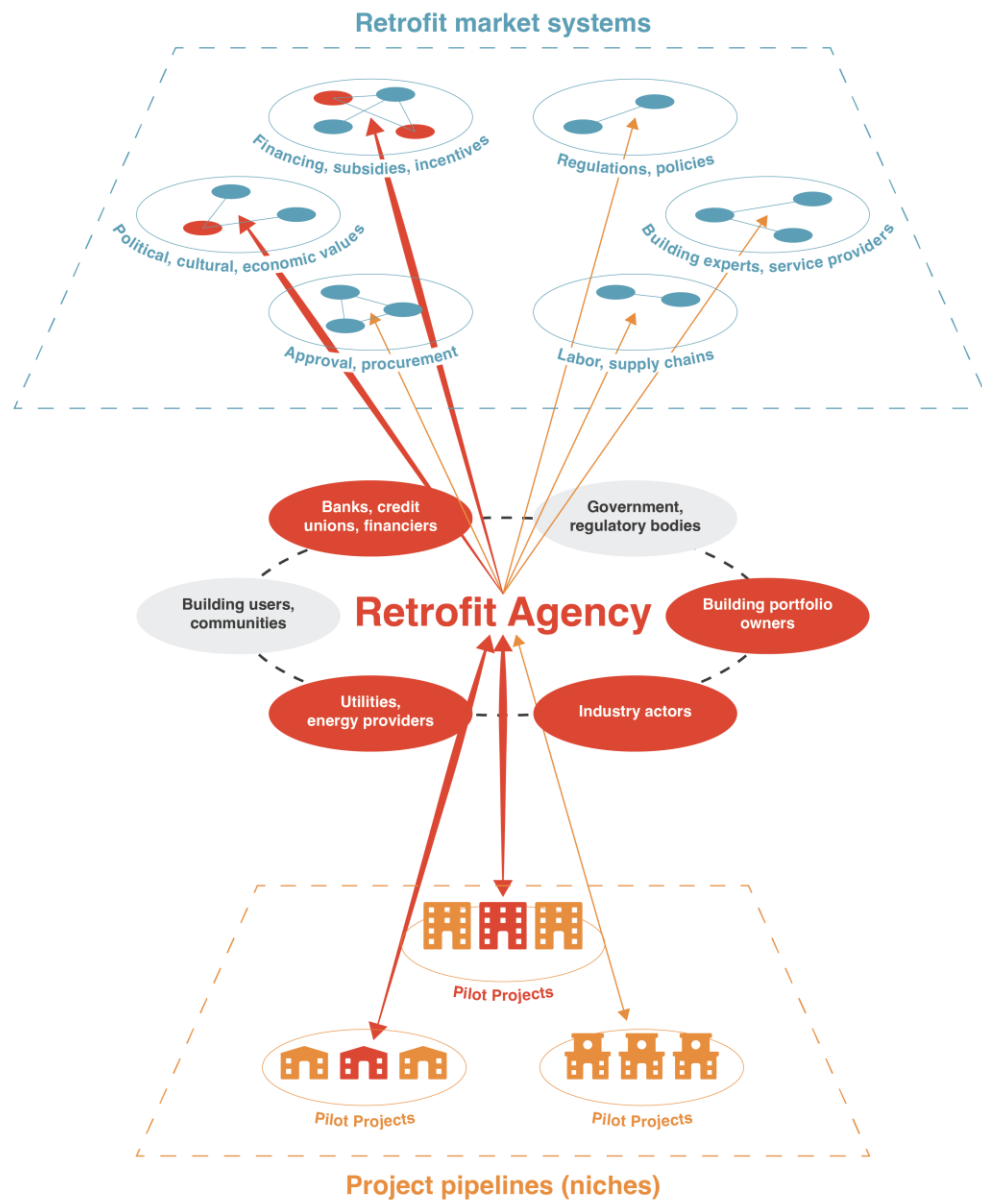 Retrofit market systems
Financing, subsidies, incentives
Regulations, policies
Political, cultural, economic values
Building experts, service providers
Approval, procurement
Labor, supply chains
Banks, credit
unions, financiers
Government,
regulatory bodies
Building users,
communities
Retrofit Agency
Building portfolio
owners
Utilities,
energy providers
Industry actors
Pilot Projects
Pilot Projects
Pilot Projects
Project pipelines (niches)